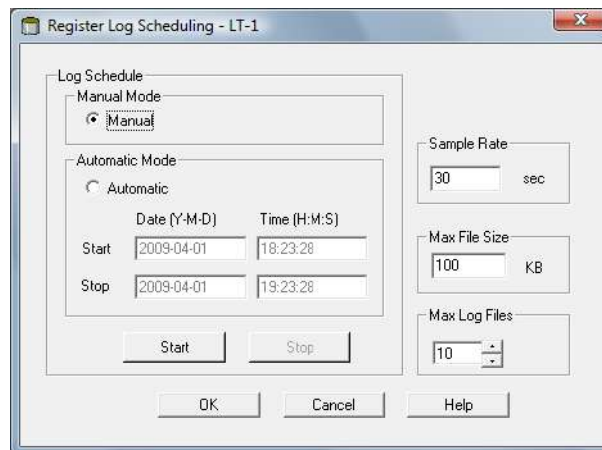 Register Log Scheduling - LT-1
Log Schedule
Manual Mode
Manual
Automatic Mode
Automatic
Date (Y-M-D) Time (H:M:S)
Start 2009-04-01 18:23:28
Stop 2009-04-01 19:23:28
Start Stop
Sample Rate
30 sec
Max File Size
100 KB
Max Log Files
10
OK Cancel Help